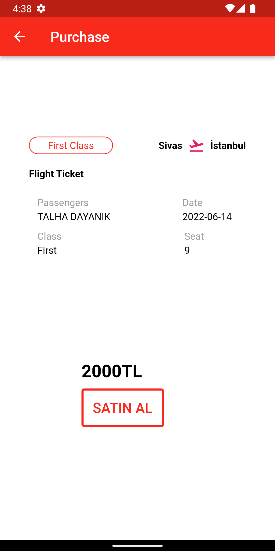 4:38
Purchase
First Class
Sivas İstanbul
Flight Ticket
Passengers Date
TALHA DAYANIK 2022-06-14
Class Seat
First 9
2000TL
SATIN AL